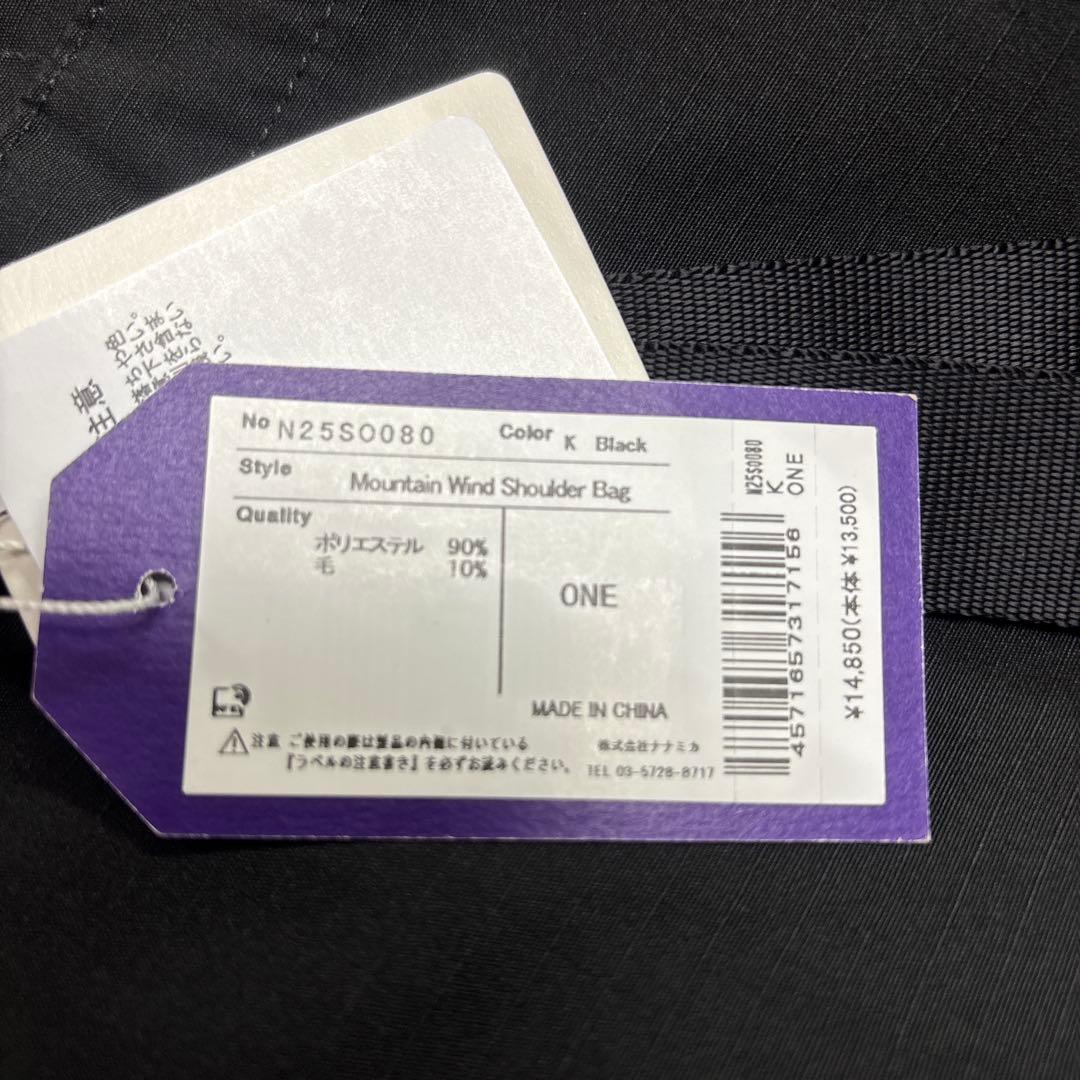 No N25SO080 Color K Black
Style Mountain Wind Shoulder Bag
Quality
ポリエステル 90%
毛 10%
ONE
MADE IN CHINA
注意 ご使用の際は製品の内側に付いている
『ラベルの注意書き』を必ずお読みください。
株式会社ナナミカ
TEL 03-5728-8717
N25SO080
K
ONE
4571657317156
¥14,850(本体 ¥13,500)